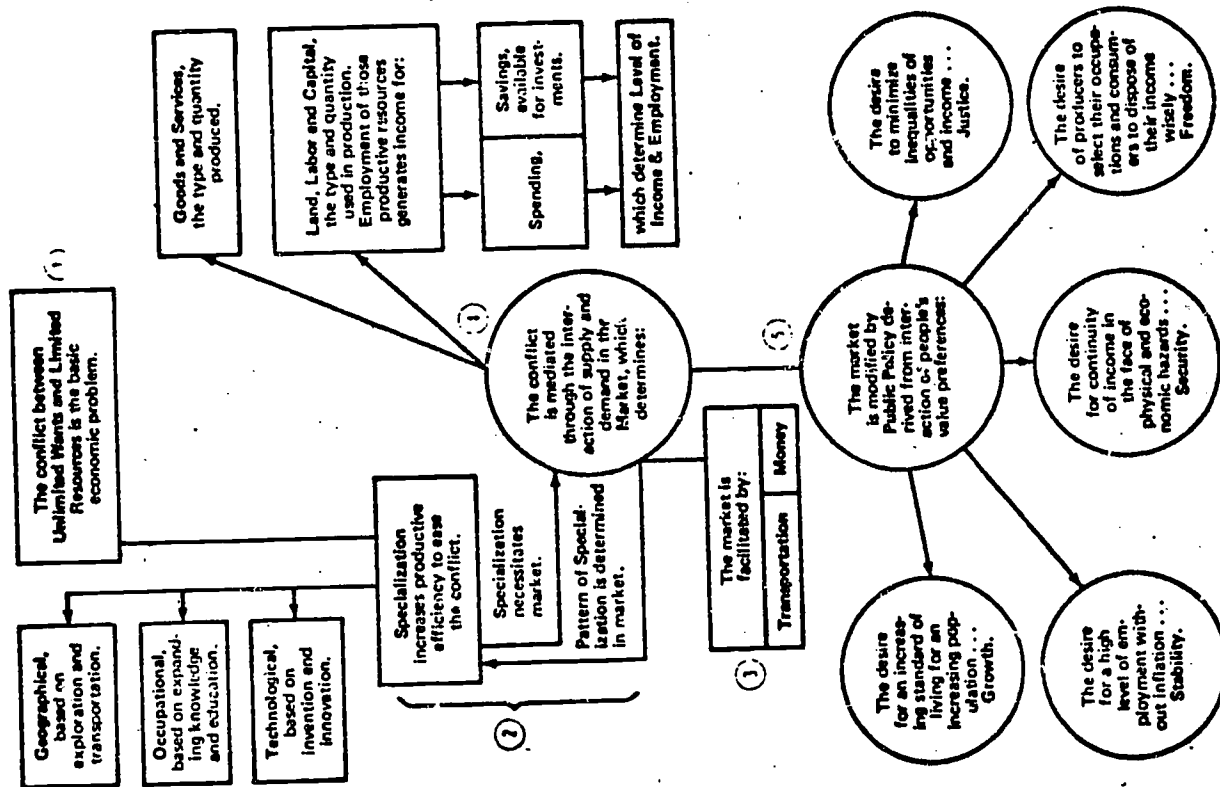 (1)
The conflict between
Unlimited Wants and Limited
Resources is the basic
economic problem.
Geographical,
based on
exploration and
transportation.
Occupational,
based on expand-
ing knowledge
and education.
Technological,
based on
invention and
innovation.
Specialization
increases productive
efficiency to ease
the conflict.
(2)
Specialization
necessitates
market.
Pattern of Special-
ization is determined
in market.
(3)
The market is
facilitated by:
Transportation
Money
The conflict
is mediated
through the inter-
action of supply and
demand in the
Market, which
determines:
Goods and Services,
the type and quantity
produced.
Land, Labor and Capital,
the type and quantity
used in production.
Employment of those
productive resources
generates income for:
Spending,
Savings,
available
for invest-
ments.
which determine Level of
Income & Employment.
(5)
The market
is modified by
Public Policy de-
rived from inter-
action of people's
value preferences:
The desire
for an increas-
ing standard of
living for an
increasing pop-
ulation ...
Growth.
The desire
for a high
level of em-
ployment with-
out inflation ...
Stability.
The desire
for continuity
of income in
the face of
physical and eco-
nomic hazards ...
Security.
The desire
of producers to
select their occupa-
tions and consum-
ers to dispose of
their income
wisely ...
Freedom.
The desire
to minimize
inequalities of
opportunities
and income ...
Justice.